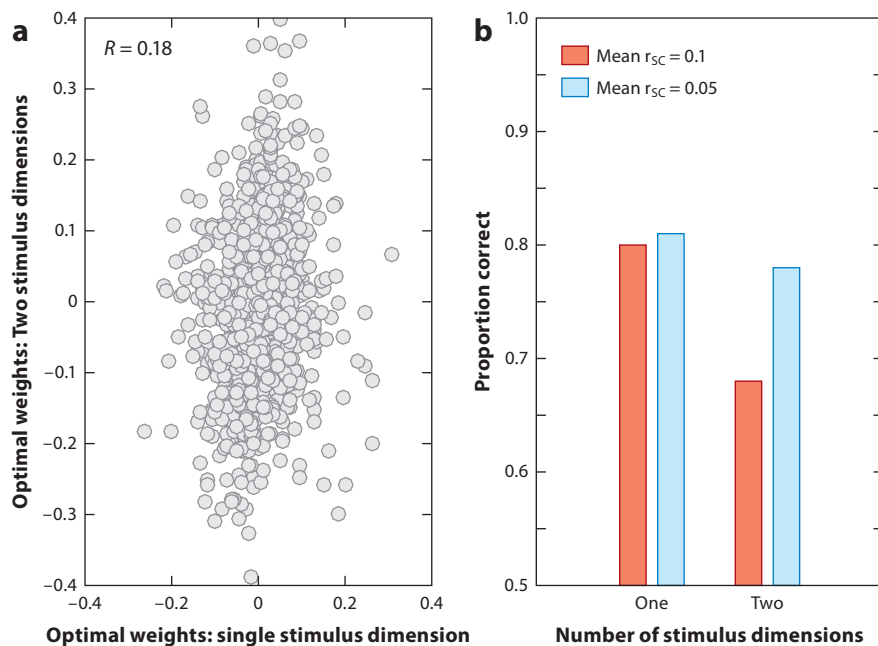 a
R = 0.18
Optimal weights: Two stimulus dimensions
0.4
0.3
0.2
0.1
0
−0.1
−0.2
−0.3
−0.4
−0.4
−0.2
0
0.2
0.4
Optimal weights: single stimulus dimension
b
Mean rSC = 0.1
Mean rSC = 0.05
Proportion correct
1.0
0.9
0.8
0.7
0.6
0.5
One
Two
Number of stimulus dimensions